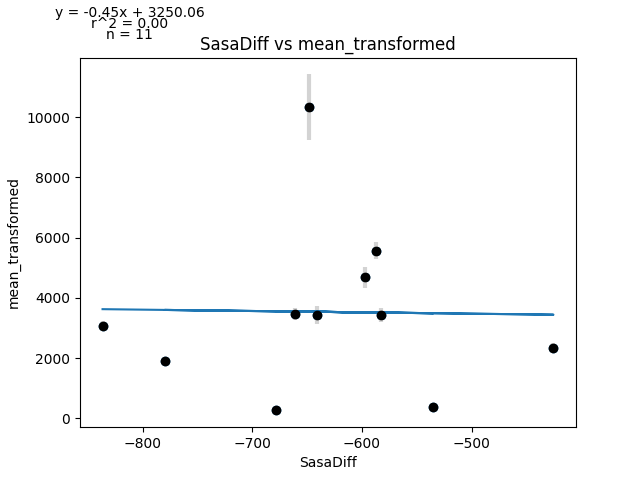 y = -0.45x + 3250.06
r^2 = 0.00
n = 11
SasaDiff vs mean_transformed
10000
8000
6000
4000
2000
0
mean_transformed
−800
−700
−600
−500
SasaDiff